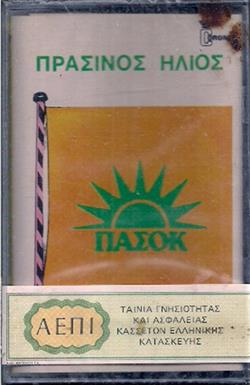 ΠΡΑΣΙΝΟΣ ΗΛΙΟΣ
ΠΑΣΟΚ
ΑΕΠΙ
ΤΑΙΝΙΑ ΓΝΗΣΙΟΤΗΤΑΣ
ΚΑΙ ΑΣΦΑΛΕΙΑΣ
ΚΑΣΣΕΤΩΝ ΕΛΛΗΝΙΚΗΣ
ΚΑΤΑΣΚΕΥΗΣ